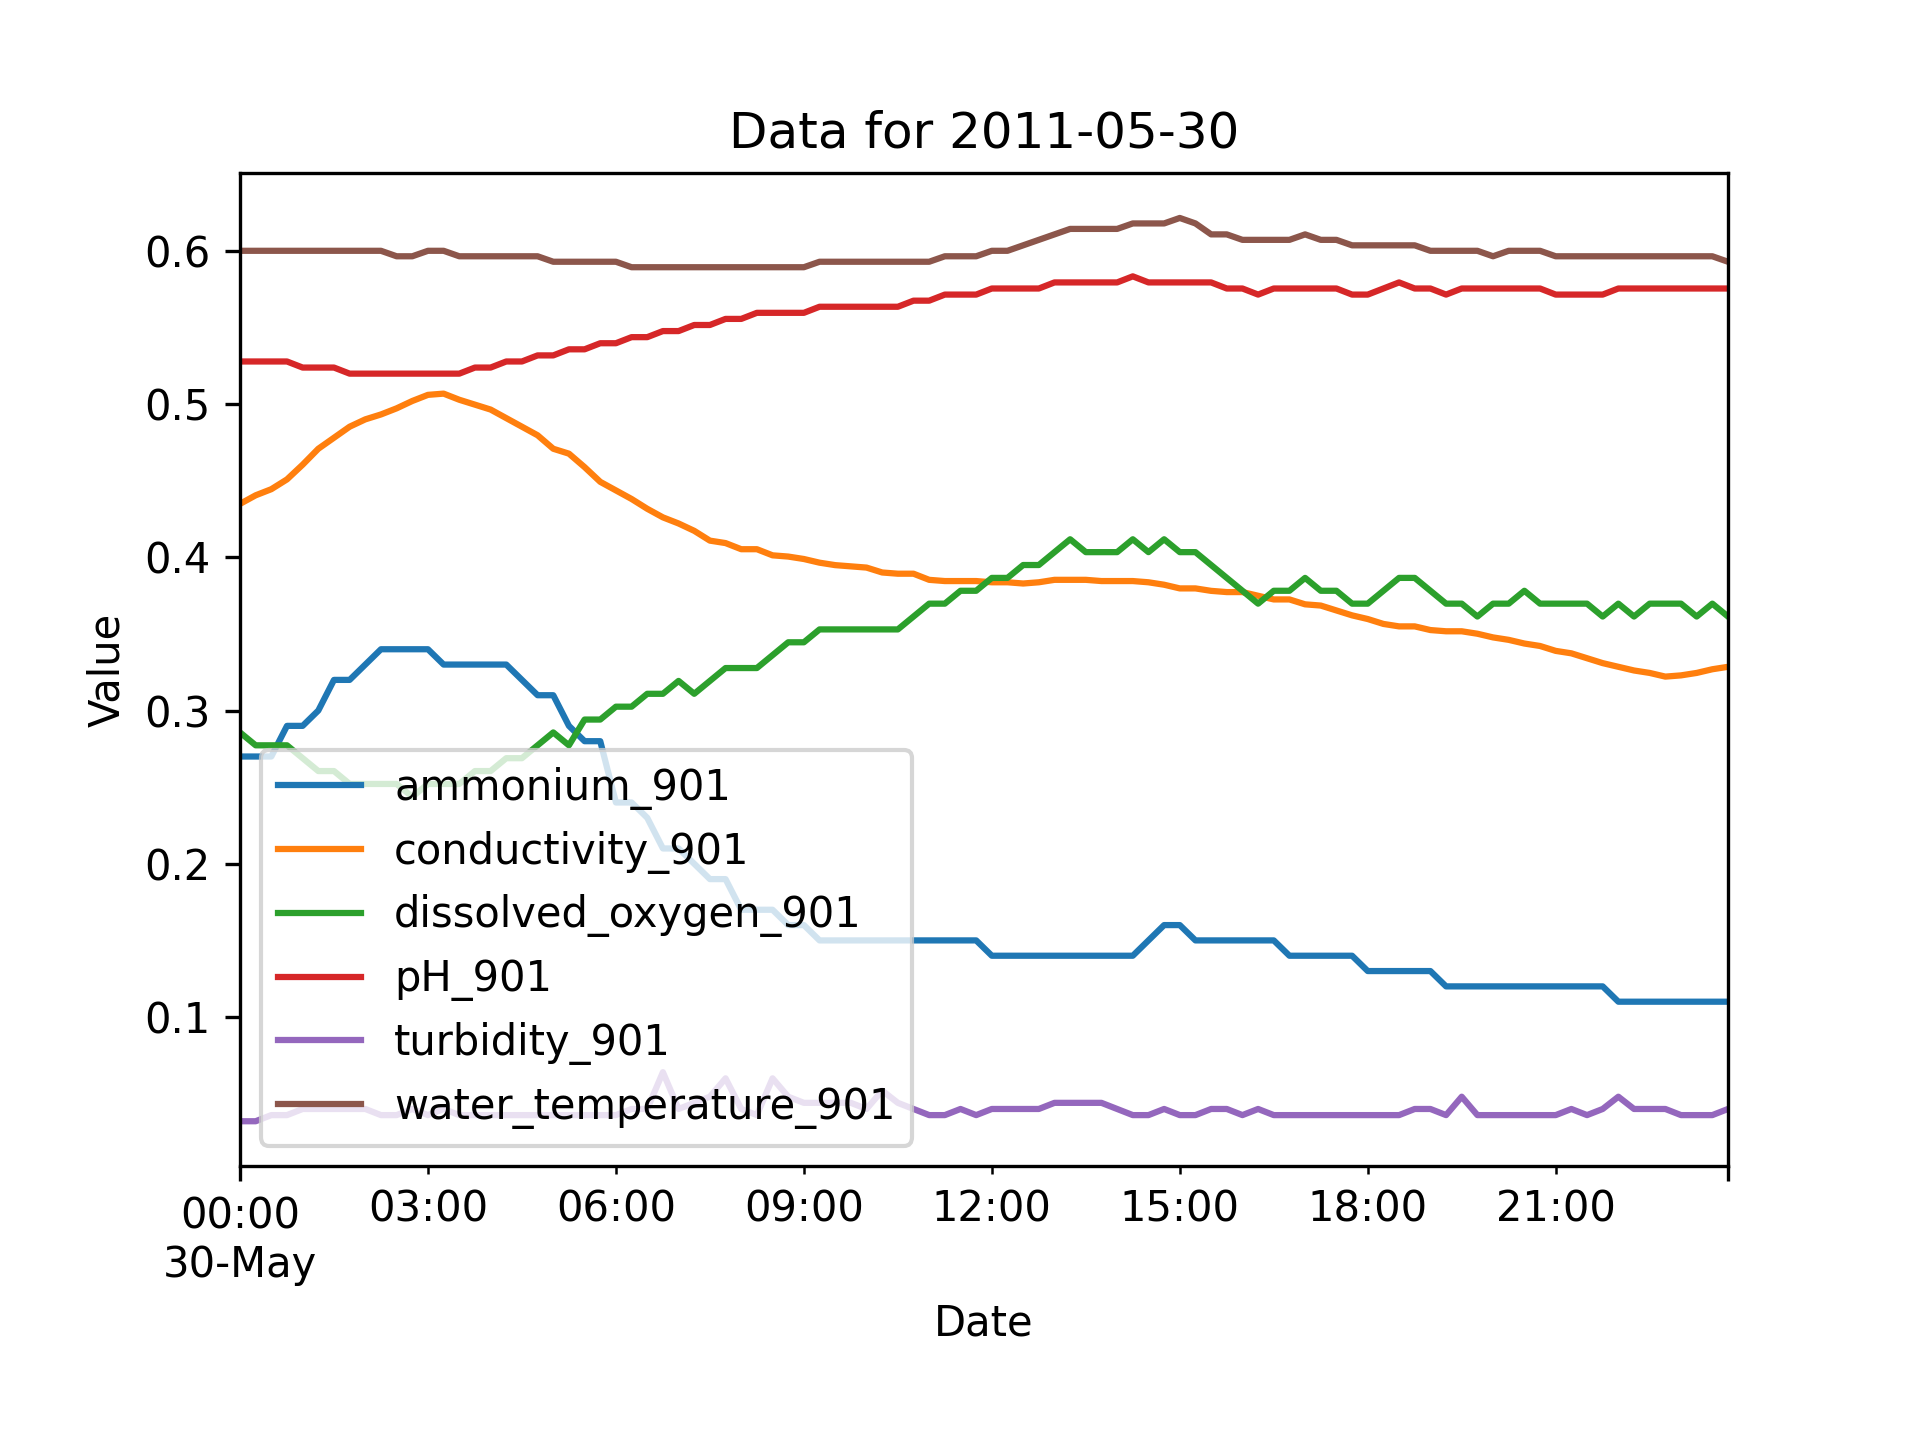 Data for 2011-05-30
Value
0.6
0.5
0.4
0.3
0.2
0.1
ammonium_901
conductivity_901
dissolved_oxygen_901
pH_901
turbidity_901
water_temperature_901
00:00 03:00 06:00 09:00 12:00 15:00 18:00 21:00
30-May
Date